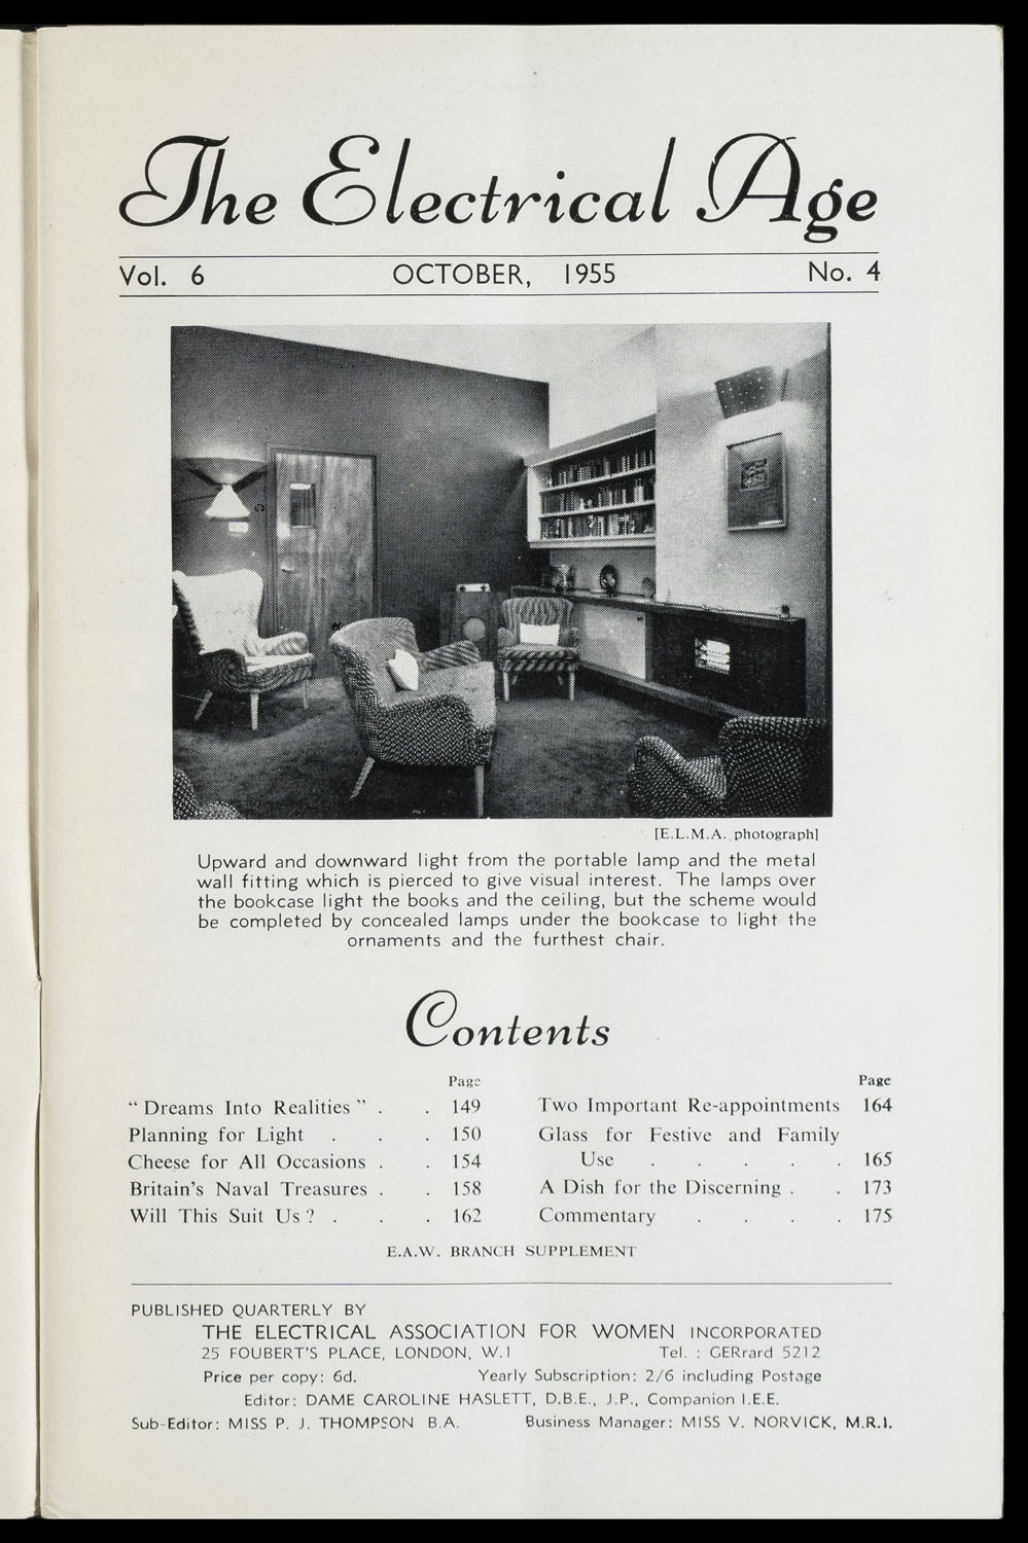 The Electrical Age
Vol. 6 OCTOBER, 1955 No. 4
[E.L.M.A. photograph]
Upward and downward light from the portable lamp and the metal
wall fitting which is pierced to give visual interest. The lamps over
the bookcase light the books and the ceiling, but the scheme would
be completed by concealed lamps under the bookcase to light the
ornaments and the furthest chair.
Contents
Page
"Dreams Into Realities" . . 149
Planning for Light . . . 150
Cheese for All Occasions . . 154
Britain's Naval Treasures . . 158
Will This Suit Us? . . . 162
Page
Two Important Re-appointments 164
Glass for Festive and Family
Use . . . . . 165
A Dish for the Discerning . . 173
Commentary . . . . 175
E.A.W. BRANCH SUPPLEMENT
PUBLISHED QUARTERLY BY
THE ELECTRICAL ASSOCIATION FOR WOMEN INCORPORATED
25 FOUBERT'S PLACE, LONDON, W.1 Tel. : GERrard 5212
Price per copy: 6d. Yearly Subscription: 2/6 including Postage
Editor: DAME CAROLINE HASLETT, D.B.E., J.P., Companion I.E.E.
Sub-Editor: MISS P. J. THOMPSON B.A. Business Manager: MISS V. NORVICK, M.R.I.